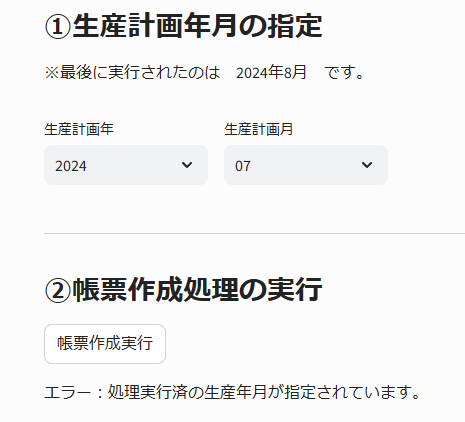 ①生産計画年月の指定
※最後に実行されたのは　2024年8月　です。
生産計画年　生産計画月
2024　07
②帳票作成処理の実行
帳票作成実行
エラー：処理実行済の生産年月が指定されています。